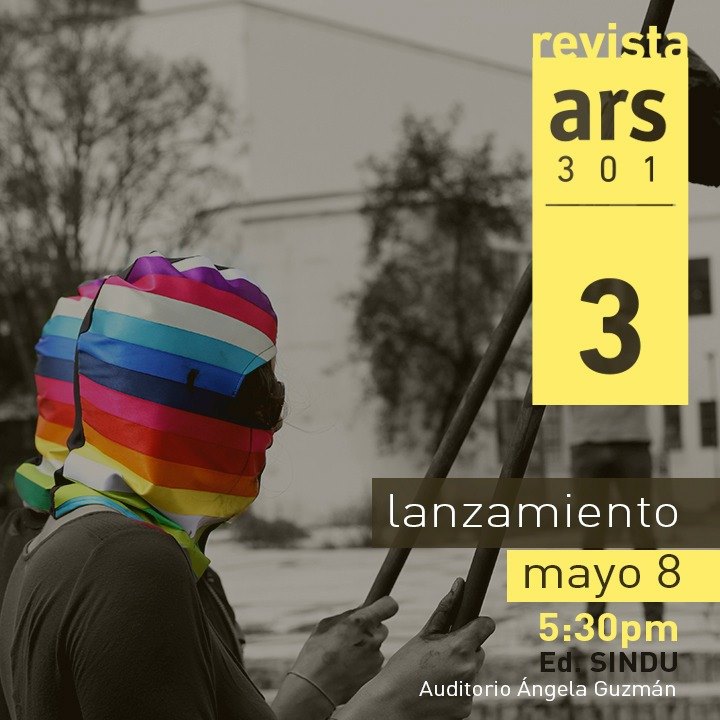 revista
ars
301
3
lanzamiento
mayo 8
5:30pm
Ed. SINDU
Auditorio Ángela Guzmán